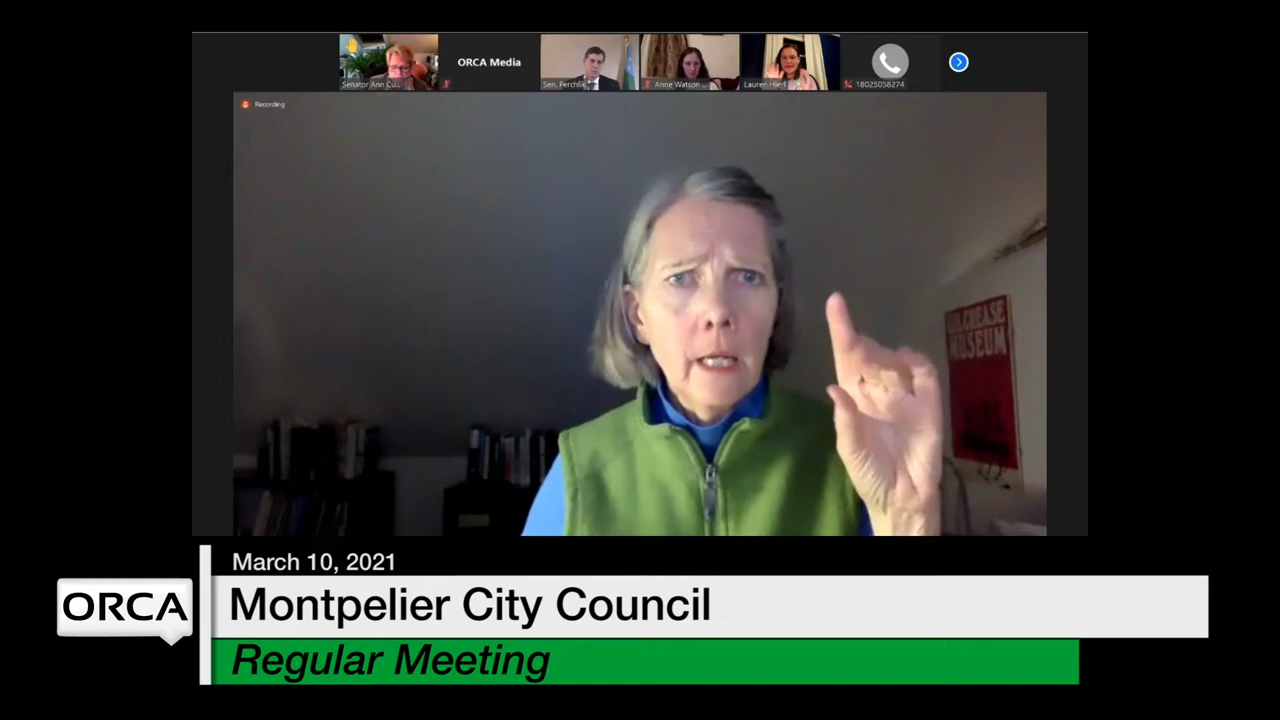 ORCA Media
Senator Ann Cu...
Sen. Perchlik
Anne Watson ...
Lauren Hierl
18025058274
Recording
GILCREASE
MUSEUM
March 10, 2021
ORCA
Montpelier City Council
Regular Meeting